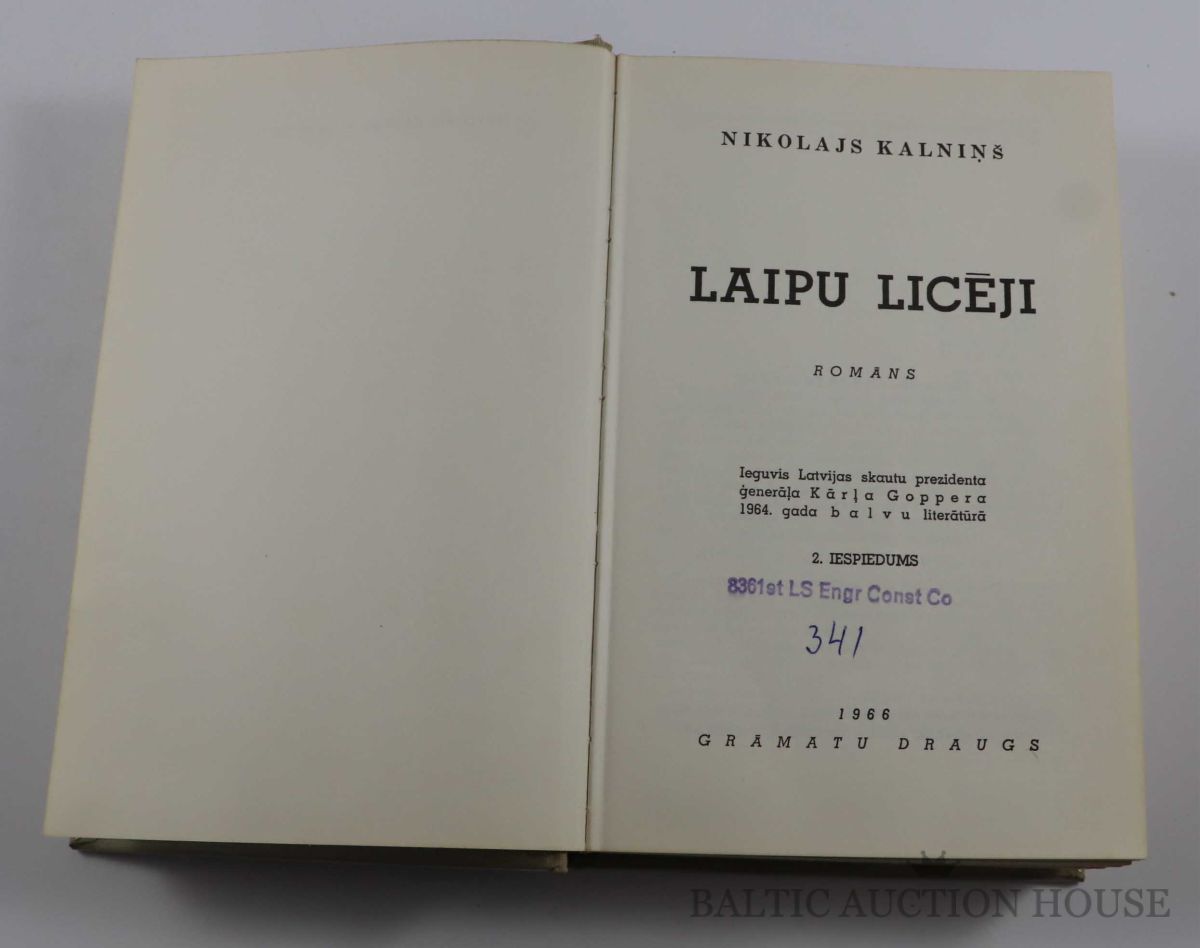 NIKOLAJS KALNIŅŠ
LAIPU LICĒJI
ROMĀNS
Ieguvis Latvijas skautu prezidenta
ģenerāļa Kārļa Goppera
1964. gada balvu literātūrā
2. IESPIEDUMS
8361st LS Engr Const Co
341
1966
GRĀMATU DRAUGS
BALTIC AUCTION HOUSE